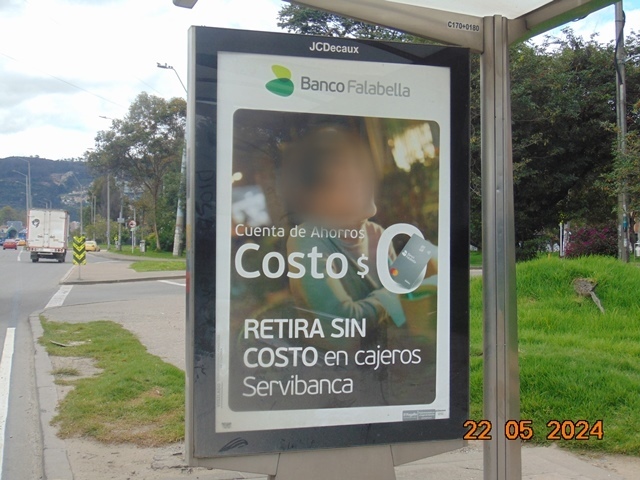 C170-0180
JCDecaux
Banco Falabella
Cuenta de Ahorros
Costo $0
RETIRA SIN
COSTO en cajeros
Servibanca
22 05 2024